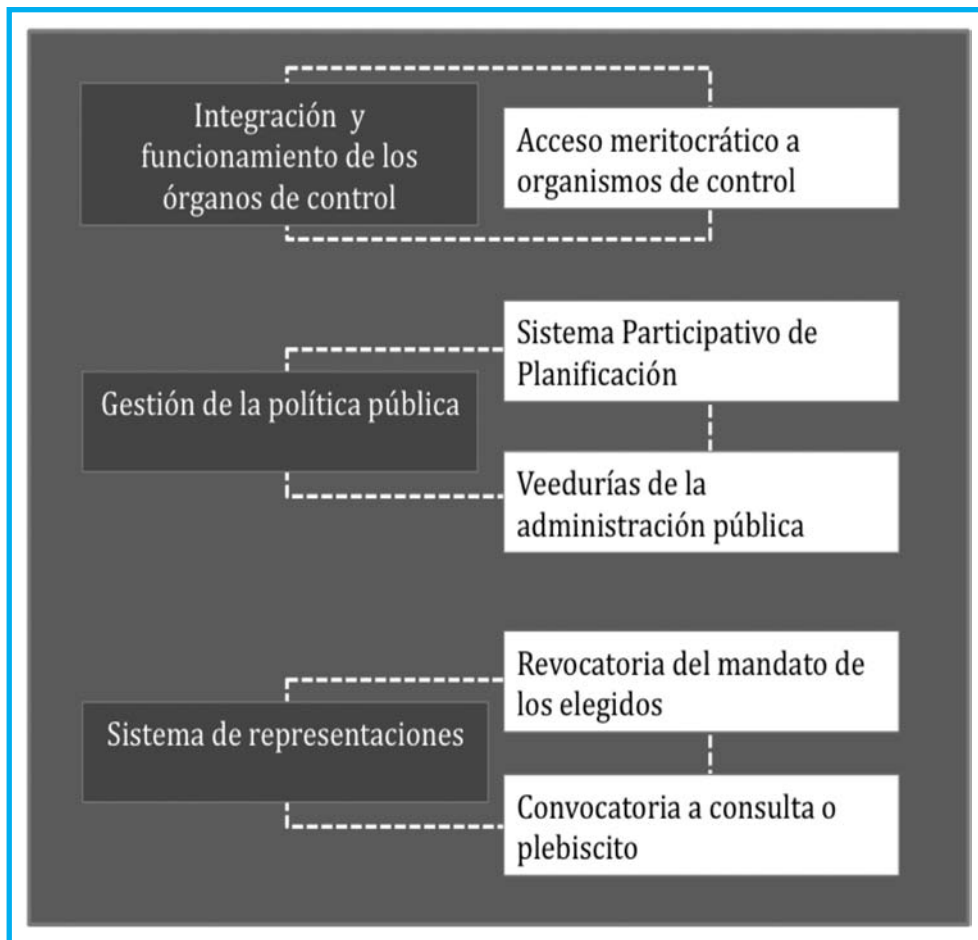 Integración y
funcionamiento de los
órganos de control
Acceso meritocrático a
organismos de control
Gestión de la política pública
Sistema Participativo de
Planificación
Veedurías de la
administración pública
Sistema de representaciones
Revocatoria del mandato de
los elegidos
Convocatoria a consulta o
plebiscito